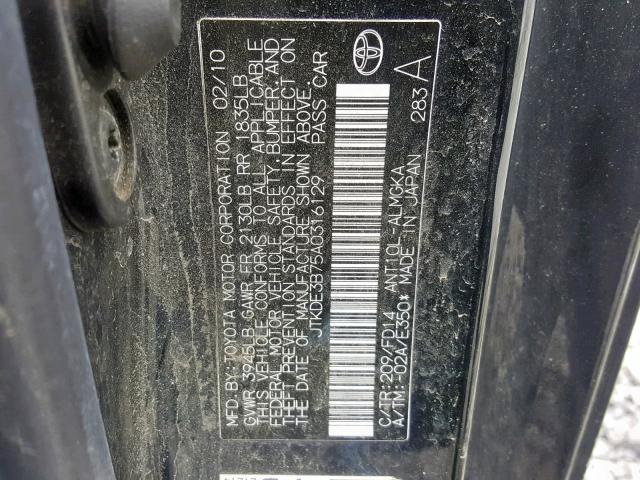 MFD. BY: TOYOTA MOTOR CORPORATION 02/10
GVWR 3945LB GAWR FR 2130LB RR 1835LB
THIS VEHICLE CONFORMS TO ALL APPLICABLE
FEDERAL MOTOR VEHICLE SAFETY, BUMPER, AND
THEFT PREVENTION STANDARDS IN EFFECT ON
THE DATE OF MANUFACTURE SHOWN ABOVE.
JTKDE3B75A0316129 PASS CAR
C/TR:209/FD14 ANT10L-ALMGKA 283 A
A/TM:-02A/E350* MADE IN JAPAN